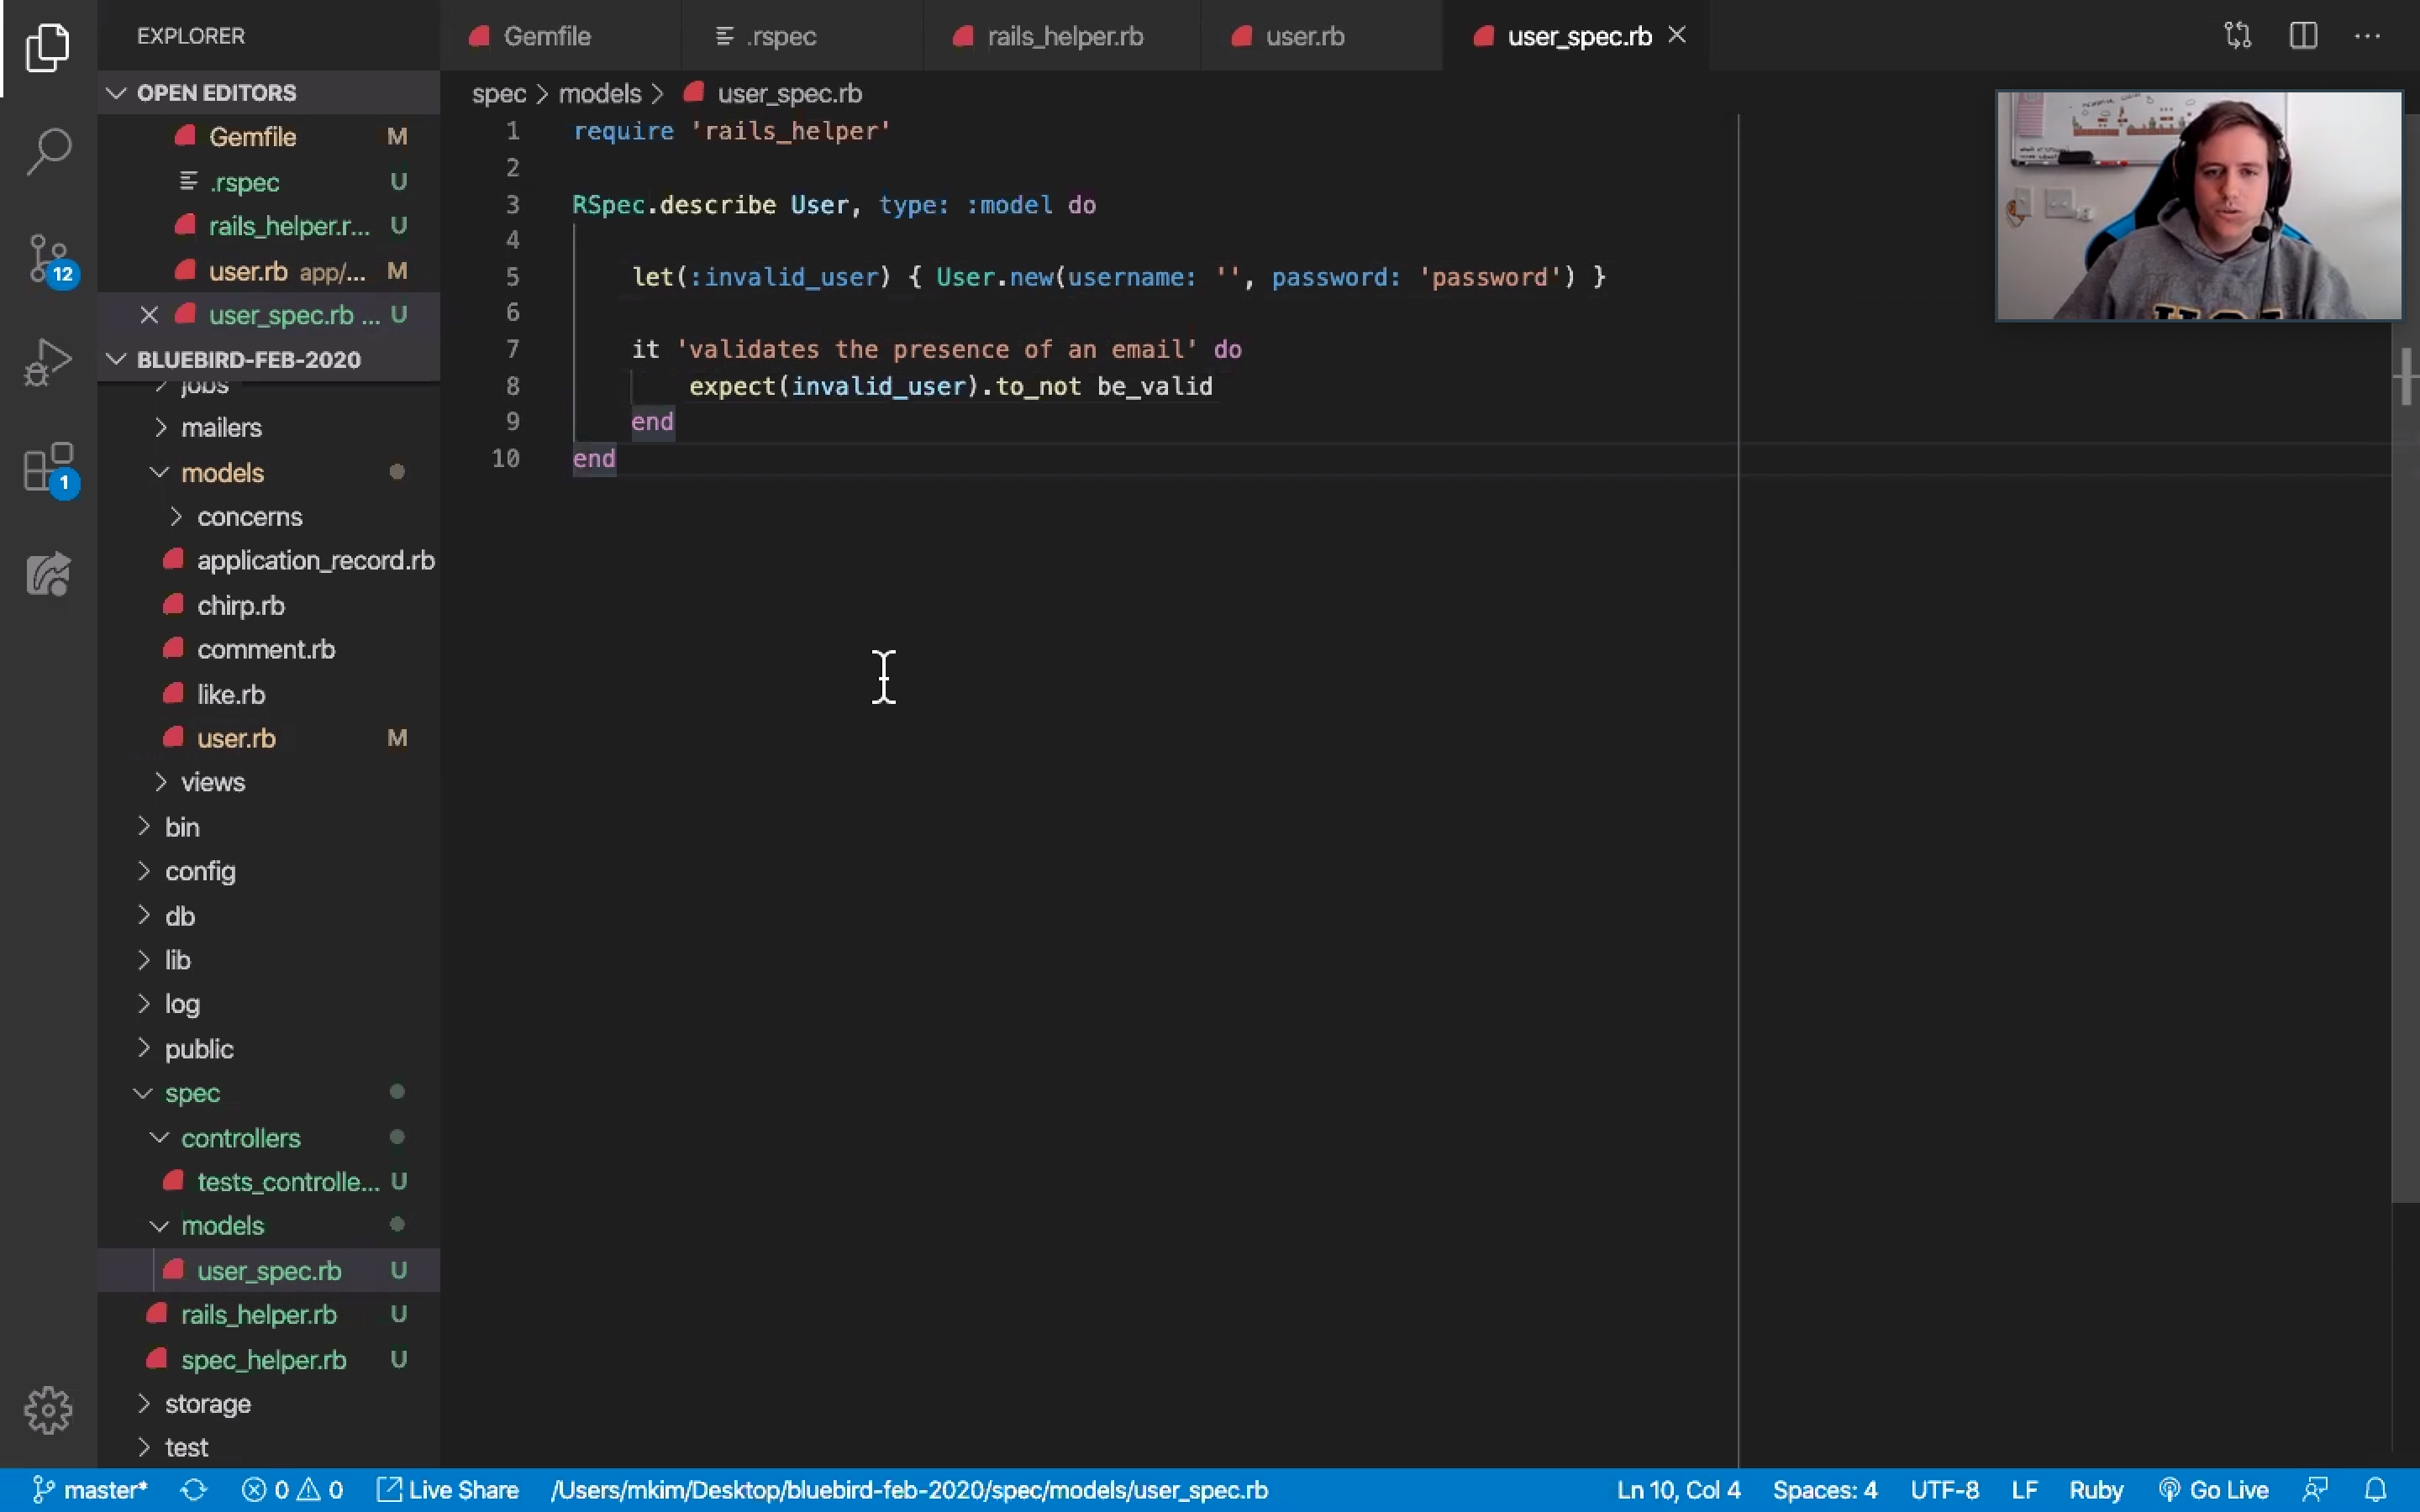 EXPLORER
Gemfile
.rspec
rails_helper.rb
user.rb
user_spec.rb
OPEN EDITORS
Gemfile M
.rspec U
rails_helper.r... U
user.rb app/... M
user_spec.rb ... U
BLUEBIRD-FEB-2020
jobs
mailers
models
concerns
application_record.rb
chirp.rb
comment.rb
like.rb
user.rb M
views
bin
config
db
lib
log
public
spec
controllers
tests_controlle... U
models
user_spec.rb U
rails_helper.rb U
spec_helper.rb U
storage
test
12
1
spec > models > user_spec.rb
1 require 'rails_helper'
2
3 RSpec.describe User, type: :model do
4
5 let(:invalid_user) { User.new(username: '', password: 'password') }
6
7 it 'validates the presence of an email' do
8 expect(invalid_user).to_not be_valid
9 end
10 end
master* 0 0 Live Share /Users/mkim/Desktop/bluebird-feb-2020/spec/models/user_spec.rb Ln 10, Col 4 Spaces: 4 UTF-8 LF Ruby Go Live